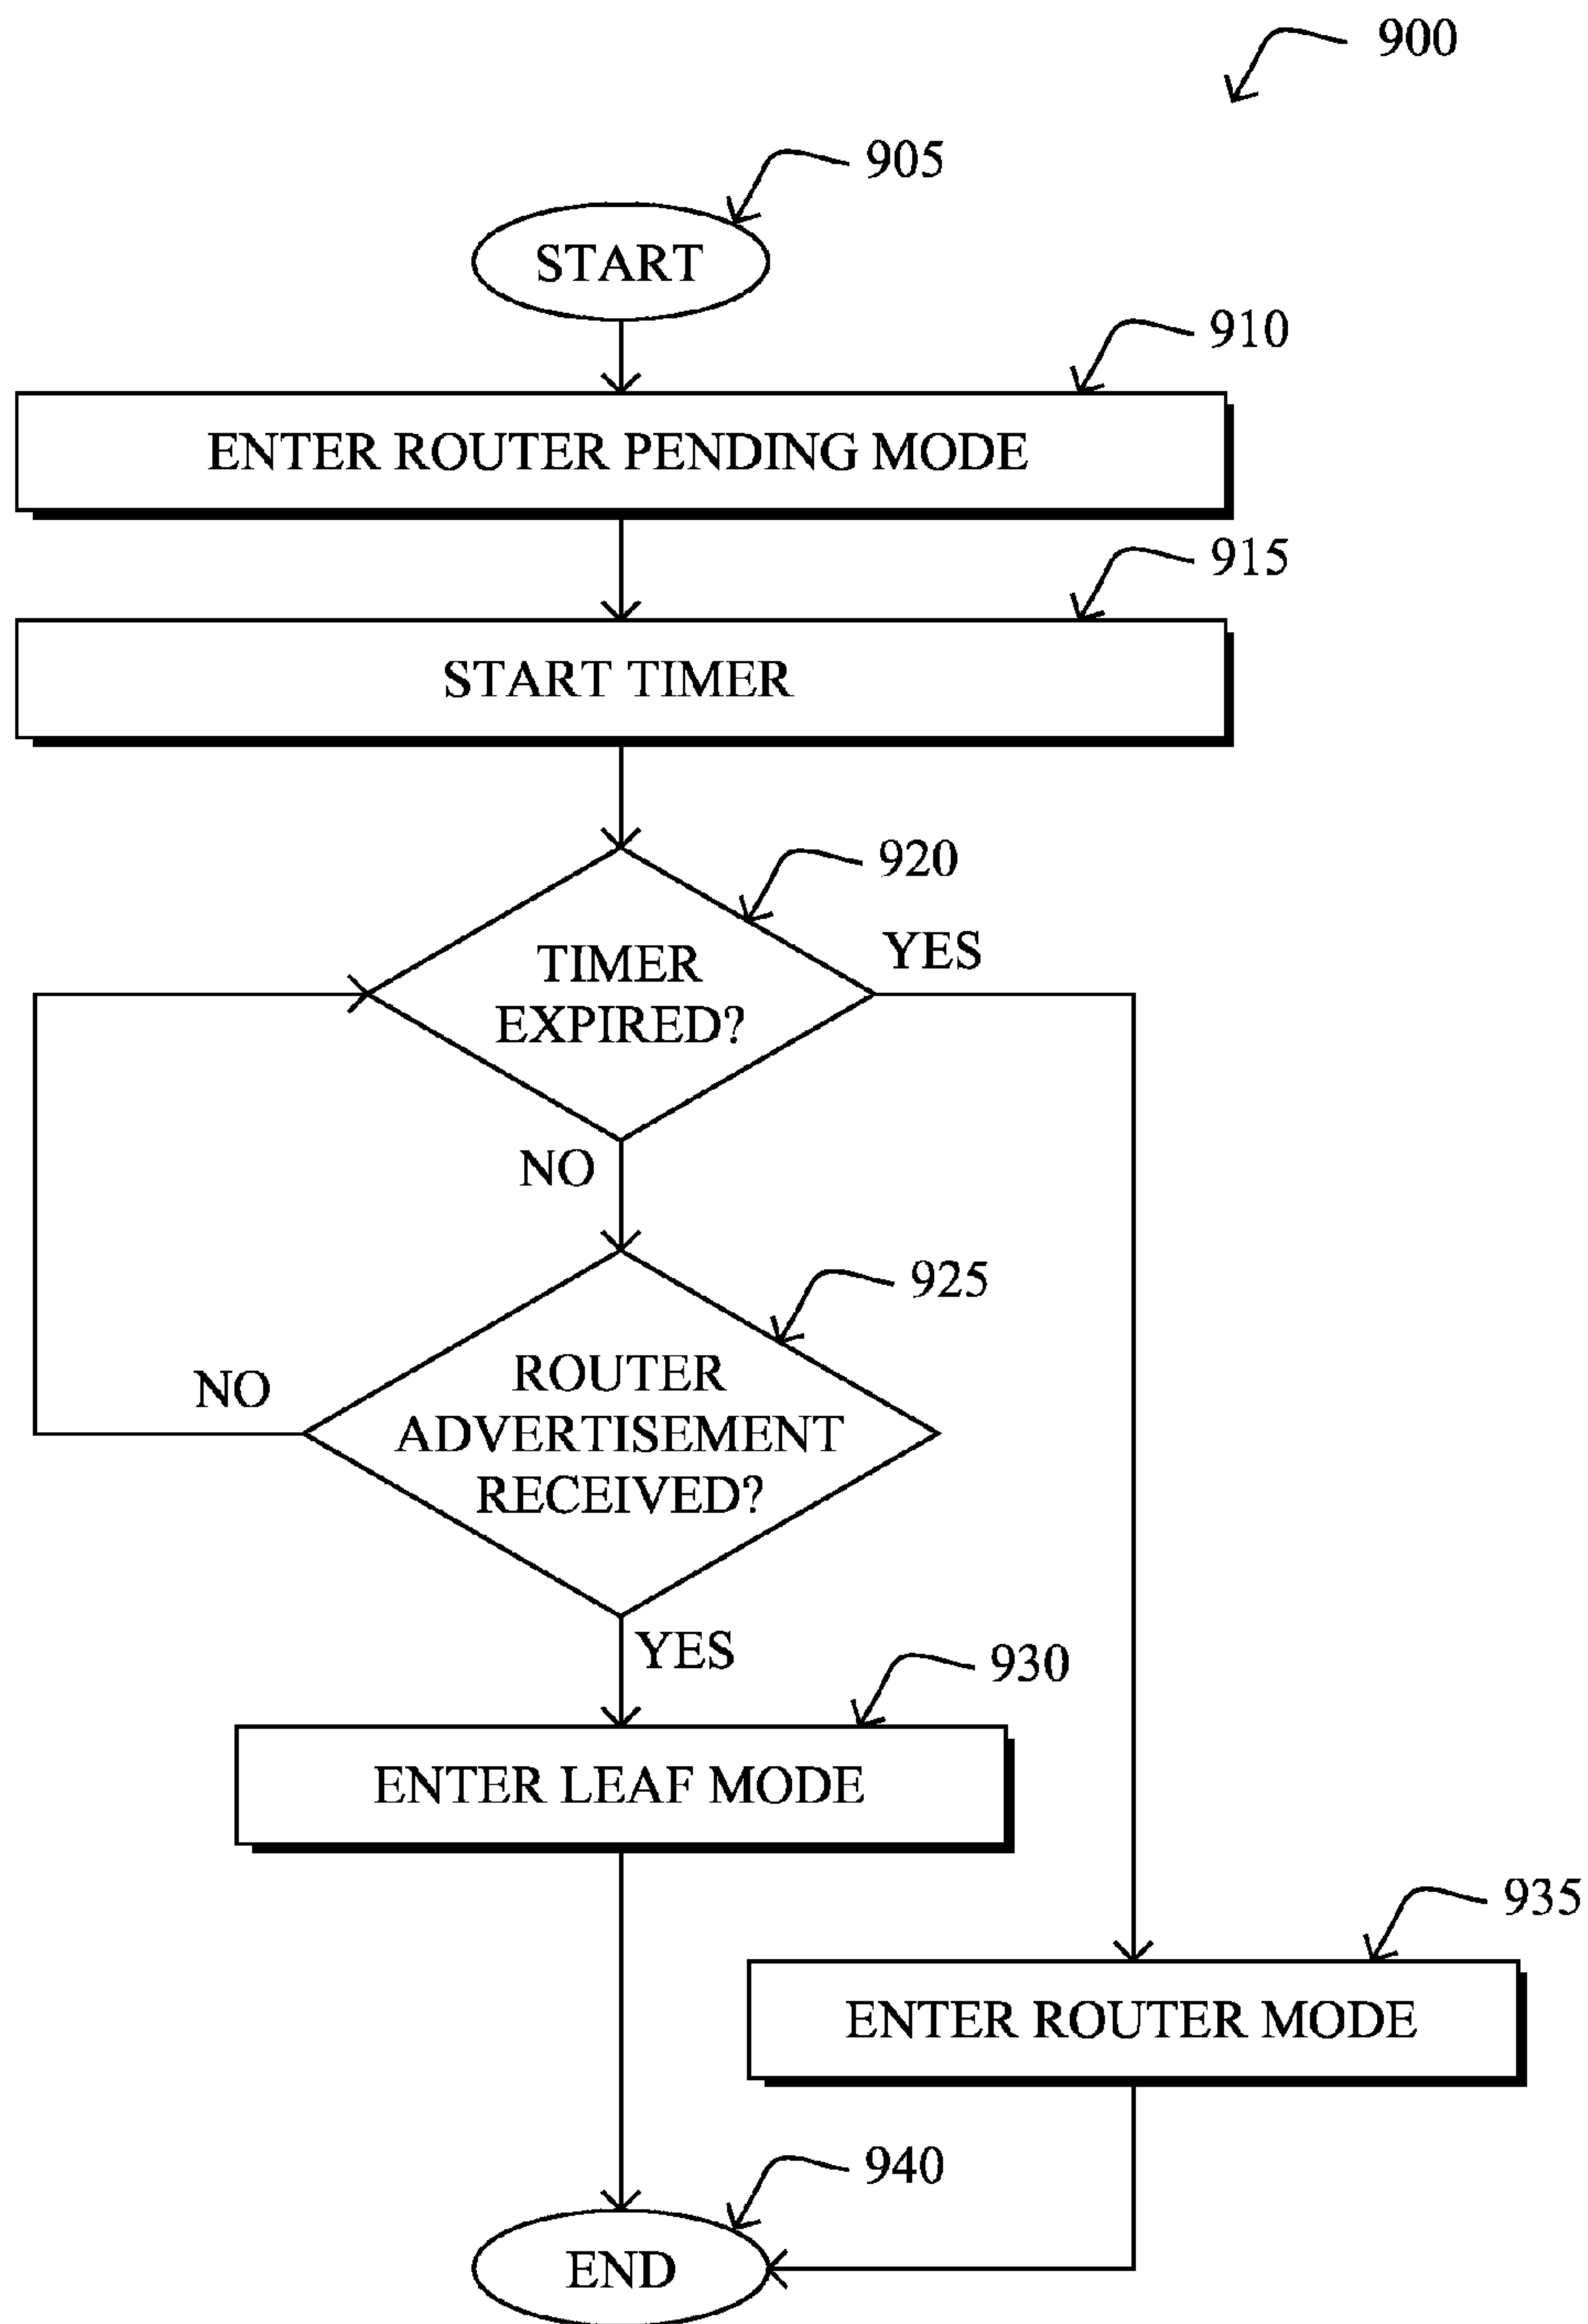 900
905
START
910
ENTER ROUTER PENDING MODE
915
START TIMER
920
TIMER
EXPIRED?
YES
NO
925
ROUTER
ADVERTISEMENT
RECEIVED?
NO
YES
930
ENTER LEAF MODE
935
ENTER ROUTER MODE
940
END